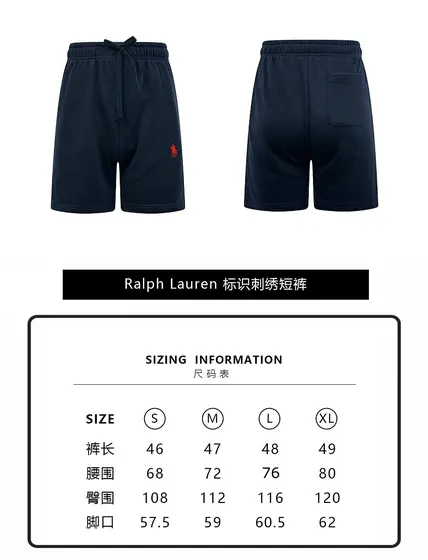 Ralph Lauren 标识刺绣短裤
SIZING INFORMATION
尺码表
SIZE S M L XL
裤长 46 47 48 49
腰围 68 72 76 80
臀围 108 112 116 120
脚口 57.5 59 60.5 62